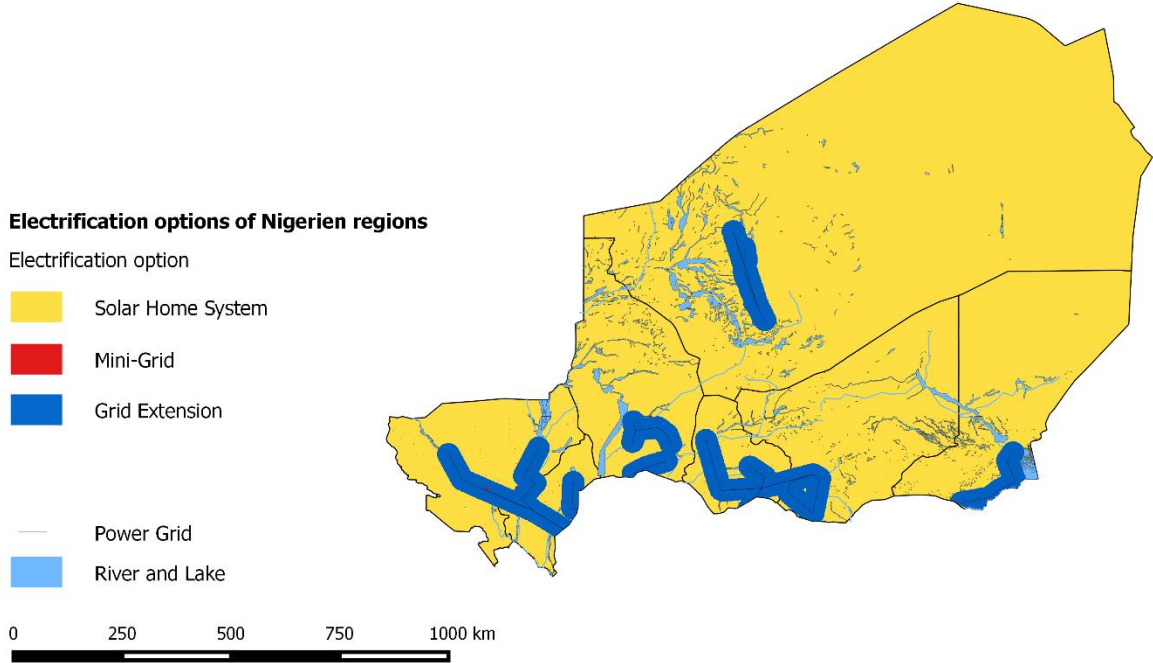 Electrification options of Nigerien regions
Electrification option
Solar Home System
Mini-Grid
Grid Extension
Power Grid
River and Lake
0 250 500 750 1000 km